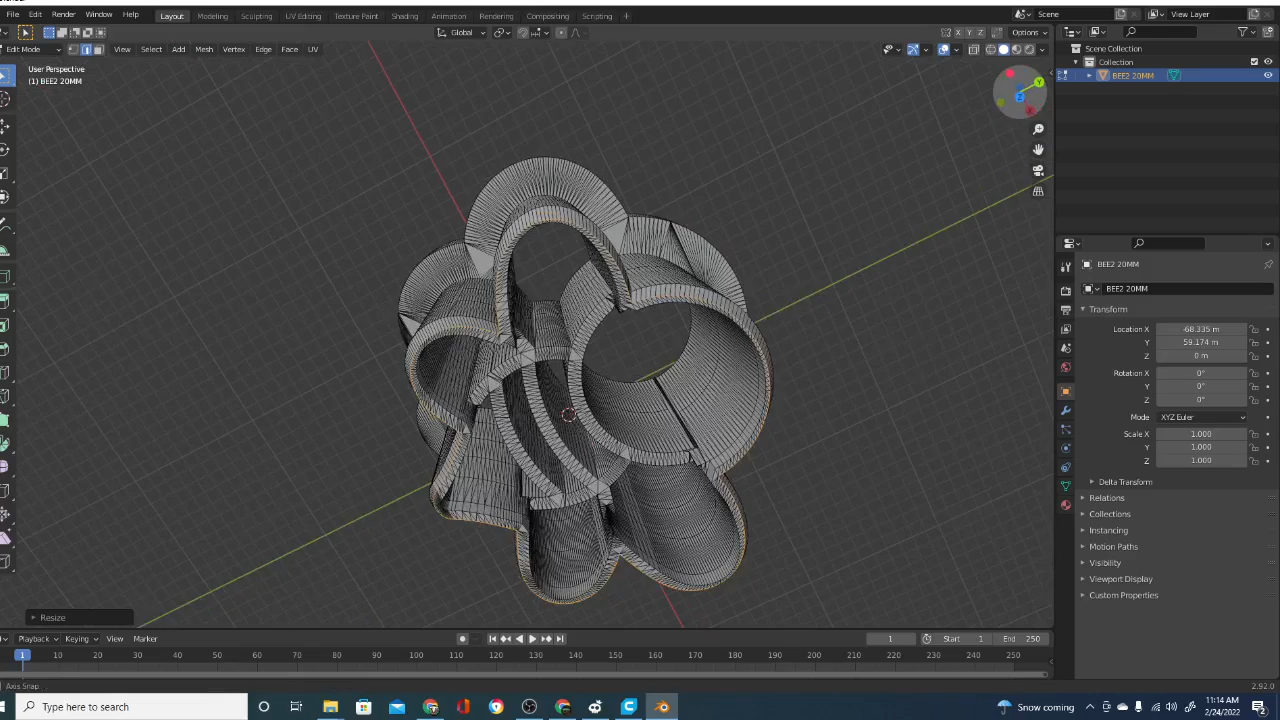 File Edit Render Window Help Layout Modeling Sculpting UV Editing Texture Paint Shading Animation Rendering Compositing Scripting + Scene View Layer
Global X Y Z Options
Edit Mode View Select Add Mesh Vertex Edge Face UV
Scene Collection
Collection
BEE2 20MM
User Perspective
(1) BEE2 20MM
Y
Z
X
BEE2 20MM
BEE2 20MM
Transform
Location X -68.335 m
Y 59.174 m
Z 0 m
Rotation X 0°
Y 0°
Z 0°
Mode XYZ Euler
Scale X 1.000
Y 1.000
Z 1.000
Delta Transform
Relations
Collections
Instancing
Motion Paths
Visibility
Viewport Display
Custom Properties
Resize
Playback Keying View Marker 1 Start 1 End 250
1 10 20 30 40 50 60 70 80 90 100 110 120 130 140 150 160 170 180 190 200 210 220 230 240 250
Axis Snap 2.92.0
Type here to search Snow coming 11:14 AM
2/24/2022 2